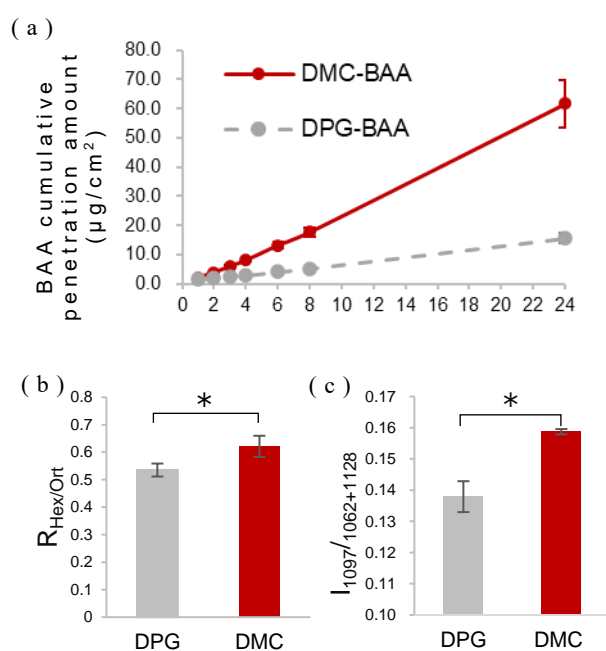 ( a )
BAA cumulative
penetration amount
(μg/cm²)
80.0
70.0
60.0
50.0
40.0
30.0
20.0
10.0
0.0
DMC-BAA
DPG-BAA
0 2 4 6 8 10 12 14 16 18 20 22 24
( b )
R Hex/Ort
0.8
0.7
0.6
0.5
0.4
0.3
0.2
0.1
0
*
DPG DMC
( c )
I 1097/1062+1128
0.17
0.16
0.15
0.14
0.13
0.12
0.11
0.10
*
DPG DMC